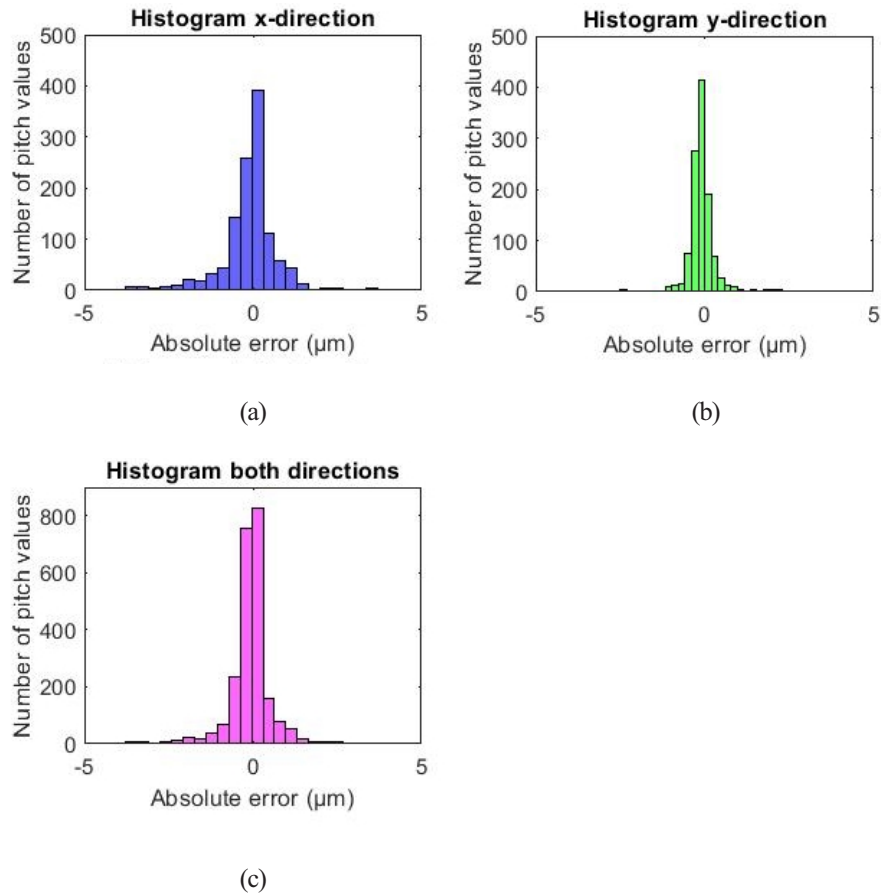 Histogram x-direction
Number of pitch values
500
400
300
200
100
0
-5
0
5
Absolute error (µm)
(a)
Histogram y-direction
Number of pitch values
500
400
300
200
100
0
-5
0
5
Absolute error (µm)
(b)
Histogram both directions
Number of pitch values
800
600
400
200
0
-5
0
5
Absolute error (µm)
(c)